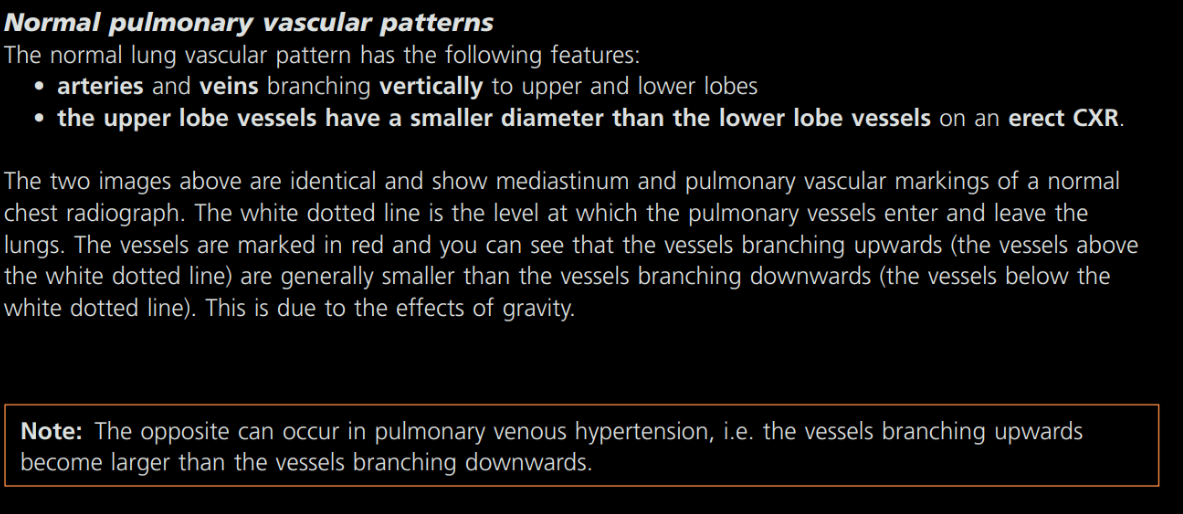 Normal pulmonary vascular patterns
The normal lung vascular pattern has the following features:
• arteries and veins branching vertically to upper and lower lobes
• the upper lobe vessels have a smaller diameter than the lower lobe vessels on an erect CXR.
The two images above are identical and show mediastinum and pulmonary vascular markings of a normal
chest radiograph. The white dotted line is the level at which the pulmonary vessels enter and leave the
lungs. The vessels are marked in red and you can see that the vessels branching upwards (the vessels above
the white dotted line) are generally smaller than the vessels branching downwards (the vessels below the
white dotted line). This is due to the effects of gravity.
Note: The opposite can occur in pulmonary venous hypertension, i.e. the vessels branching upwards
become larger than the vessels branching downwards.